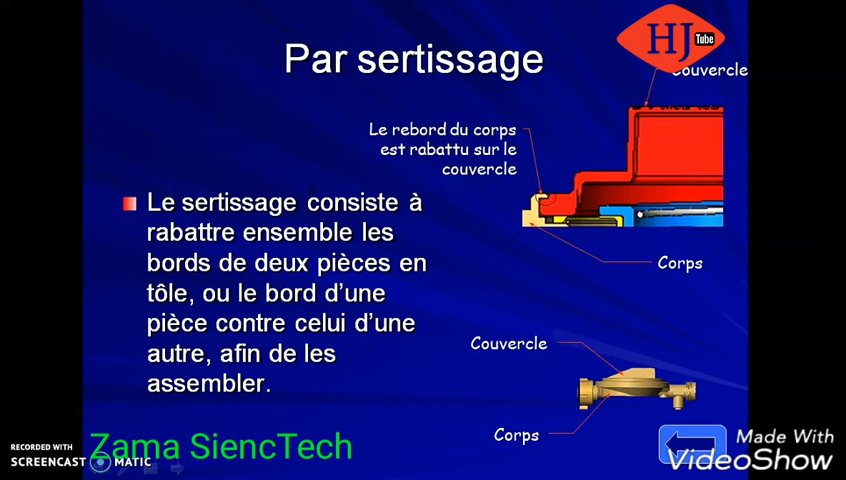 Par sertissage
HJ
Tube
Couvercle
Le rebord du corps
est rabattu sur le
couvercle
Le sertissage consiste à
rabattre ensemble les
bords de deux pièces en
tôle, ou le bord d’une
pièce contre celui d’une
autre, afin de les
assembler.
Corps
Couvercle
Corps
Zama SiencTech
RECORDED WITH
SCREENCAST MATIC
Made With
VideoShow